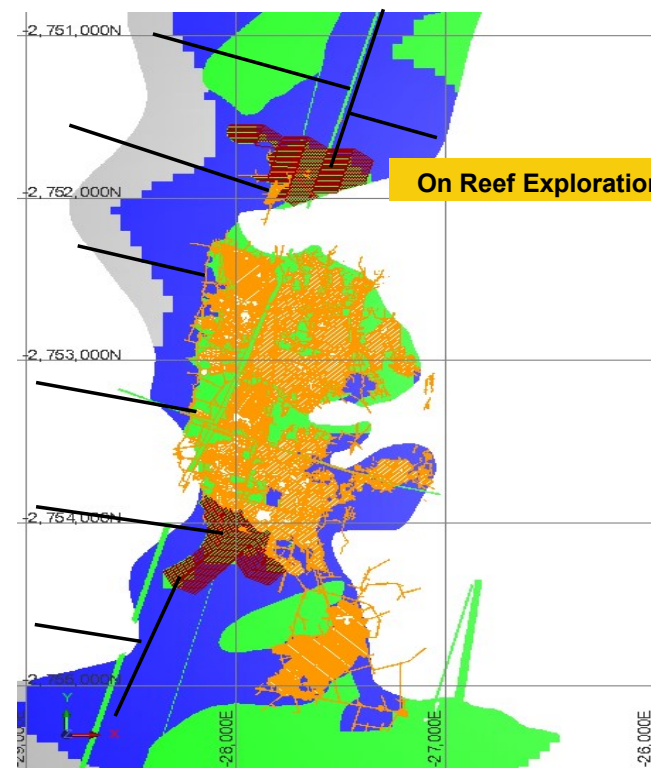 -2,751,000N
On Reef Exploration
-2,752,000N
-2,753,000N
-2,754,000N
-2,755,000N
Y
X
-28,000E
-27,000E
-26,000E